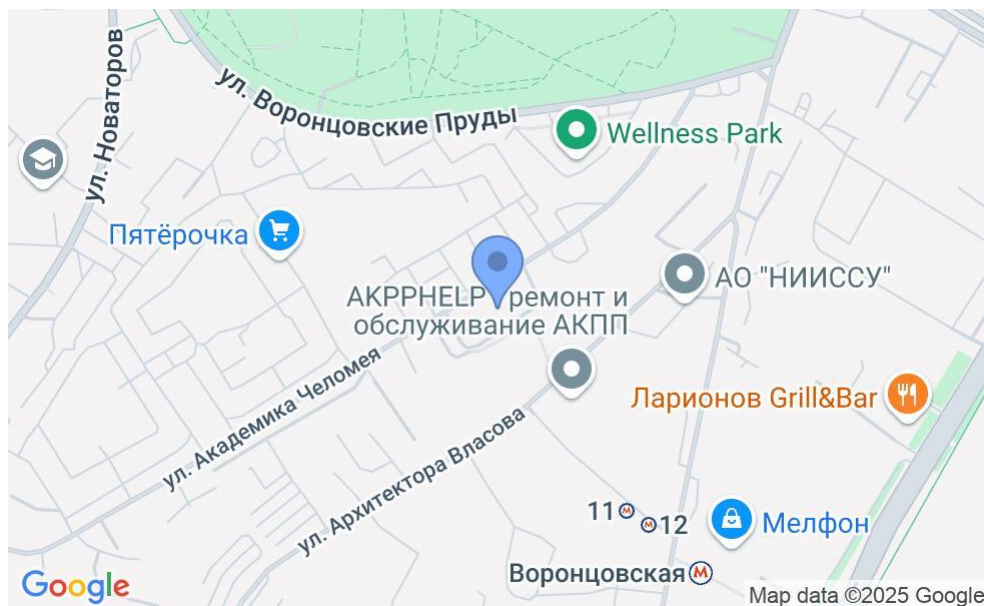 ул. Новаторов
ул. Воронцовские Пруды
Wellness Park
Пятёрочка
АО "НИИССУ"
AKPPHELP ремонт и
обслуживание АКПП
ул. Академика Челомея
Ларионов Grill&Bar
ул. Архитектора Власова
11
12
Мелфон
Воронцовская
Google
Map data ©2025 Google